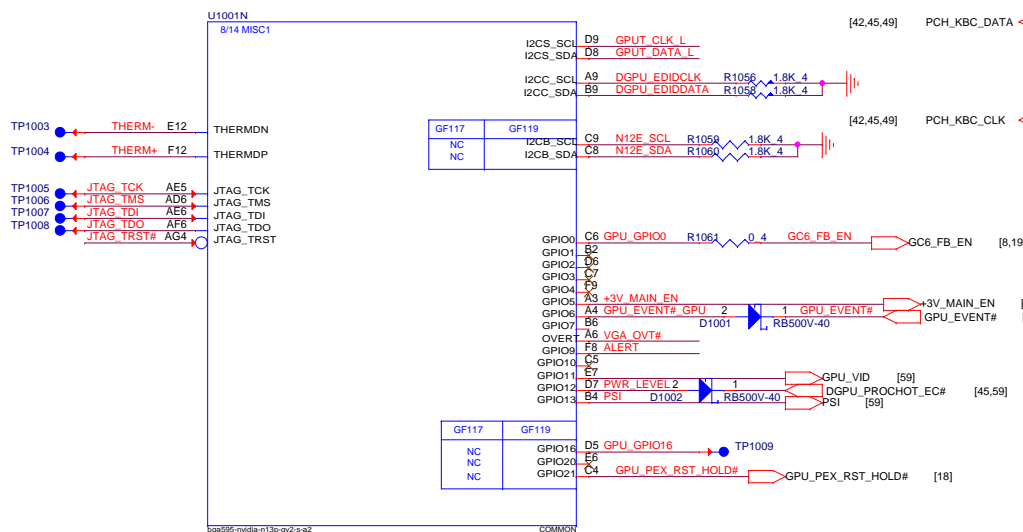 U1001N
8/14 MISC1
[42,45,49] PCH_KBC_DATA
I2CS_SCL D9 GPUT_CLK_L
I2CS_SDA D8 GPUT_DATA_L
I2CC_SCL A9 DGPU_EDIDCLK R1056 1.8K_4
I2CC_SDA B9 DGPU_EDIDDATA R1058 1.8K_4
[42,45,49] PCH_KBC_CLK
TP1003 THERM- E12 THERMDN
GF117 GF119
NC I2CB_SCL C9 N12E_SCL R1059 1.8K_4
NC I2CB_SDA C8 N12E_SDA R1060 1.8K_4
TP1004 THERM+ F12 THERMDP
TP1005 JTAG_TCK AE5 JTAG_TCK
TP1006 JTAG_TMS AD6 JTAG_TMS
TP1007 JTAG_TDI AE6 JTAG_TDI
TP1008 JTAG_TDO AF6 JTAG_TDO
JTAG_TRST# AG4 JTAG_TRST
GPIO0 C6 GPU_GPIO0 R1061 0_4 GC6_FB_EN GC6_FB_EN [8,19
GPIO1 B2
GPIO2 D6
GPIO3 C7
GPIO4 F9
GPIO5 A3 +3V_MAIN_EN +3V_MAIN_EN [
GPIO6 A4 GPU_EVENT#_GPU 2 D1001 1 RB500V-40 GPU_EVENT# GPU_EVENT# [
GPIO7 B6
OVERT A6 VGA_OVT#
GPIO9 F8 ALERT
GPIO10 C5
GPIO11 E7 GPU_VID [59]
GPIO12 D7 PWR_LEVEL 2 D1002 1 RB500V-40 DGPU_PROCHOT_EC# [45,59]
GPIO13 B4 PSI PSI [59]
GF117 GF119
NC GPIO16 D5 GPU_GPIO16 TP1009
NC GPIO20 E6
NC GPIO21 C4 GPU_PEX_RST_HOLD# GPU_PEX_RST_HOLD# [18]
bga595-nvidia-n13p-gv2-s-a2 COMMON